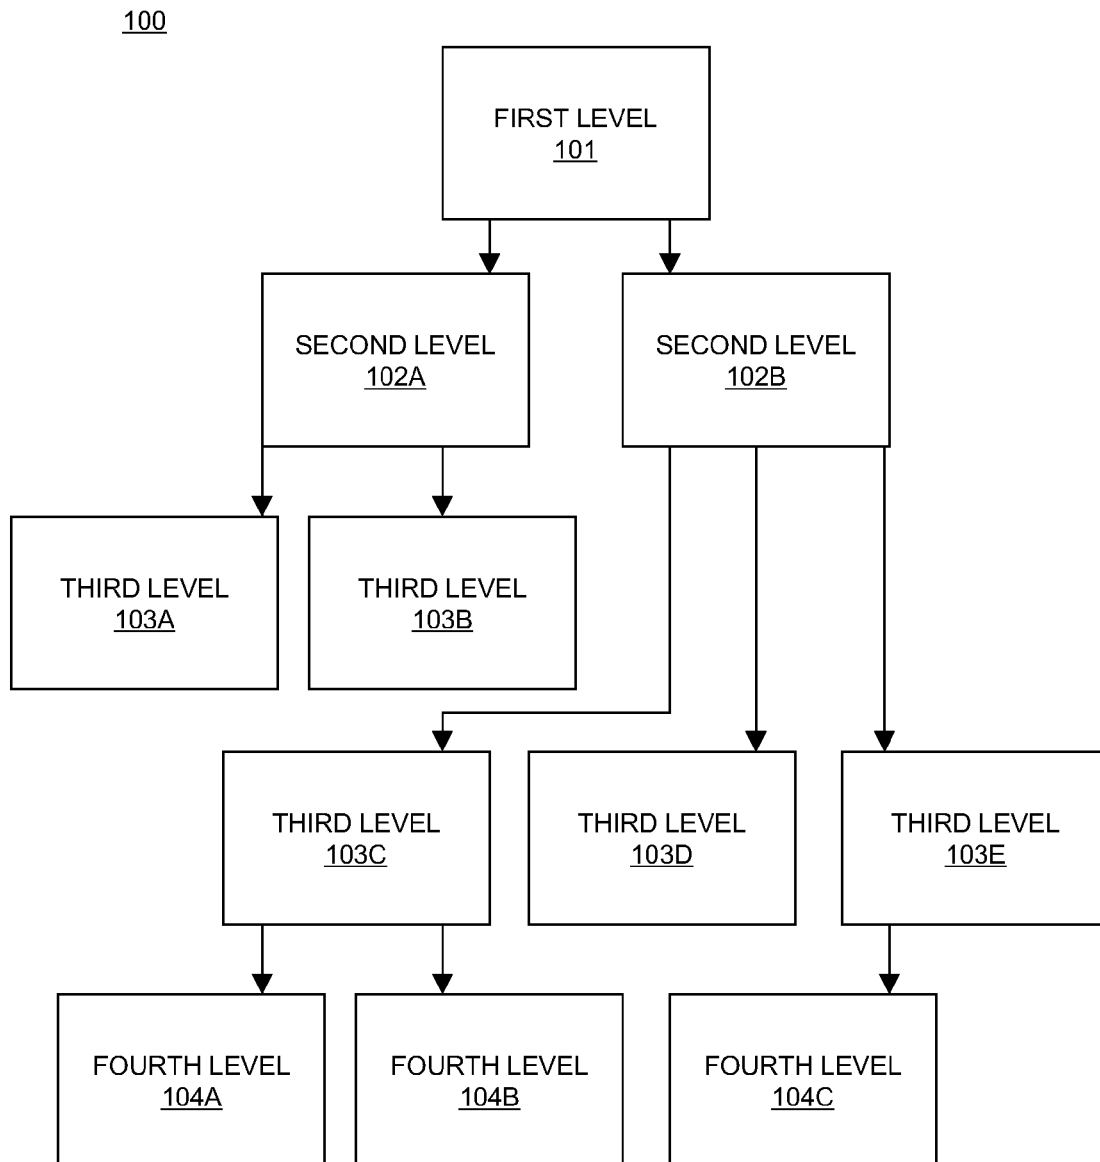 100
FIRST LEVEL
101
SECOND LEVEL
102A
SECOND LEVEL
102B
THIRD LEVEL
103A
THIRD LEVEL
103B
THIRD LEVEL
103C
THIRD LEVEL
103D
THIRD LEVEL
103E
FOURTH LEVEL
104A
FOURTH LEVEL
104B
FOURTH LEVEL
104C